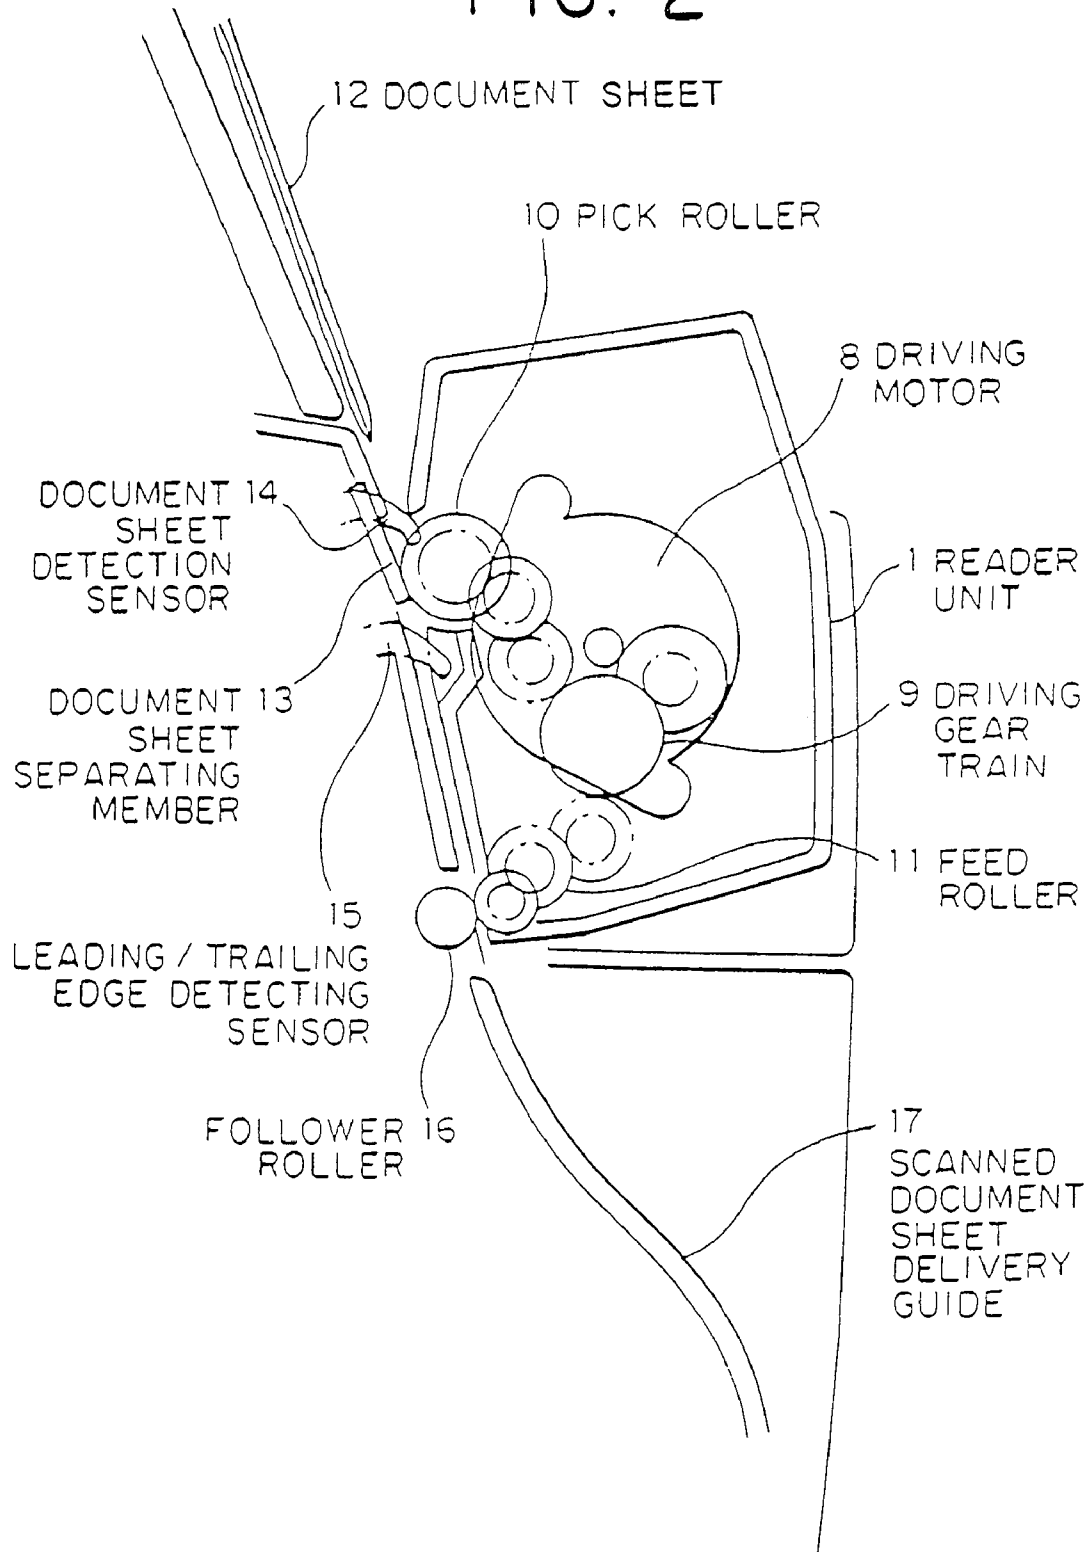 FIG. 2
12 DOCUMENT SHEET
10 PICK ROLLER
8 DRIVING
MOTOR
DOCUMENT 14
SHEET
DETECTION
SENSOR
1 READER
UNIT
DOCUMENT 13
SHEET
SEPARATING
MEMBER
9 DRIVING
GEAR
TRAIN
11 FEED
ROLLER
15
LEADING / TRAILING
EDGE DETECTING
SENSOR
FOLLOWER 16
ROLLER
17
SCANNED
DOCUMENT
SHEET
DELIVERY
GUIDE